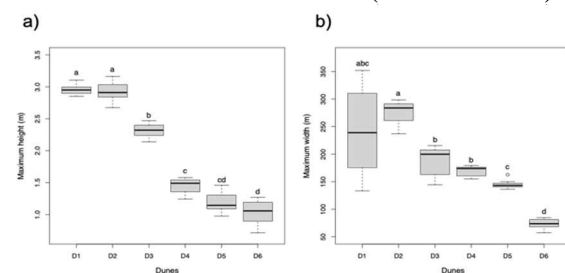 a)
b)
Maximum height (m)
3.5
3.0
2.5
2.0
1.5
1.0
a
a
b
c
cd
d
D1 D2 D3 D4 D5 D6
Dunes
Maximum width (m)
350
300
250
200
150
100
50
abc
a
b
b
c
d
D1 D2 D3 D4 D5 D6
Dunes